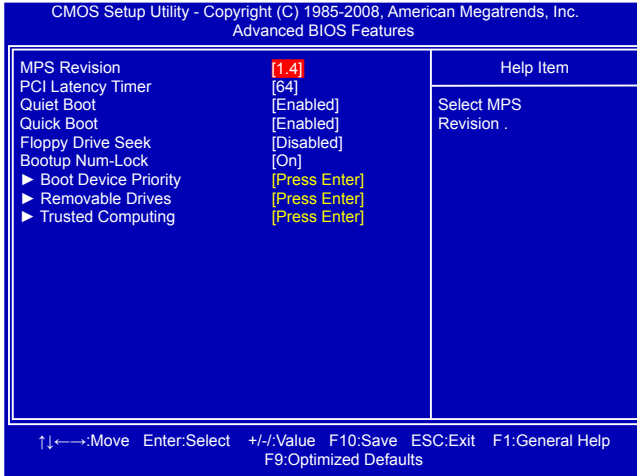 CMOS Setup Utility - Copyright (C) 1985-2008, American Megatrends, Inc.
Advanced BIOS Features
MPS Revision [1.4]
PCI Latency Timer [64]
Quiet Boot [Enabled]
Quick Boot [Enabled]
Floppy Drive Seek [Disabled]
Bootup Num-Lock [On]
► Boot Device Priority [Press Enter]
► Removable Drives [Press Enter]
► Trusted Computing [Press Enter]
Help Item
Select MPS
Revision .
↑↓←→:Move Enter:Select +/-/:Value F10:Save ESC:Exit F1:General Help
F9:Optimized Defaults